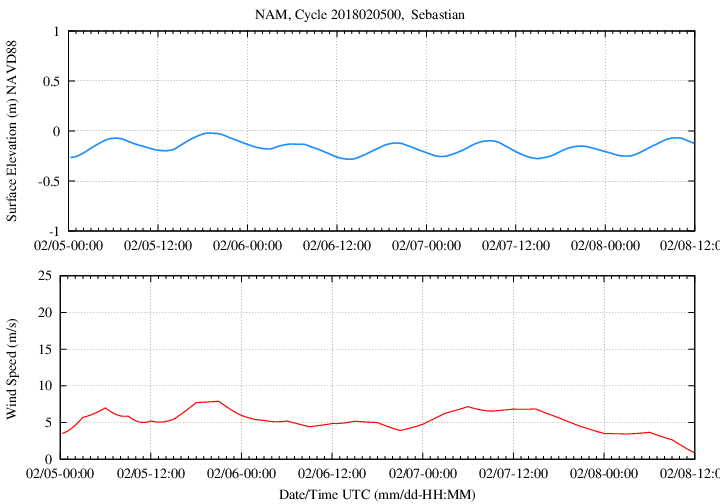 NAM, Cycle 2018020500,  Sebastian
1
0.5
0
-0.5
-1
Surface Elevation (m) NAVD88
02/05-00:00 02/05-12:00 02/06-00:00 02/06-12:00 02/07-00:00 02/07-12:00 02/08-00:00 02/08-12:0
25
20
15
10
5
0
Wind Speed (m/s)
02/05-00:00 02/05-12:00 02/06-00:00 02/06-12:00 02/07-00:00 02/07-12:00 02/08-00:00 02/08-12:0
Date/Time UTC (mm/dd-HH:MM)